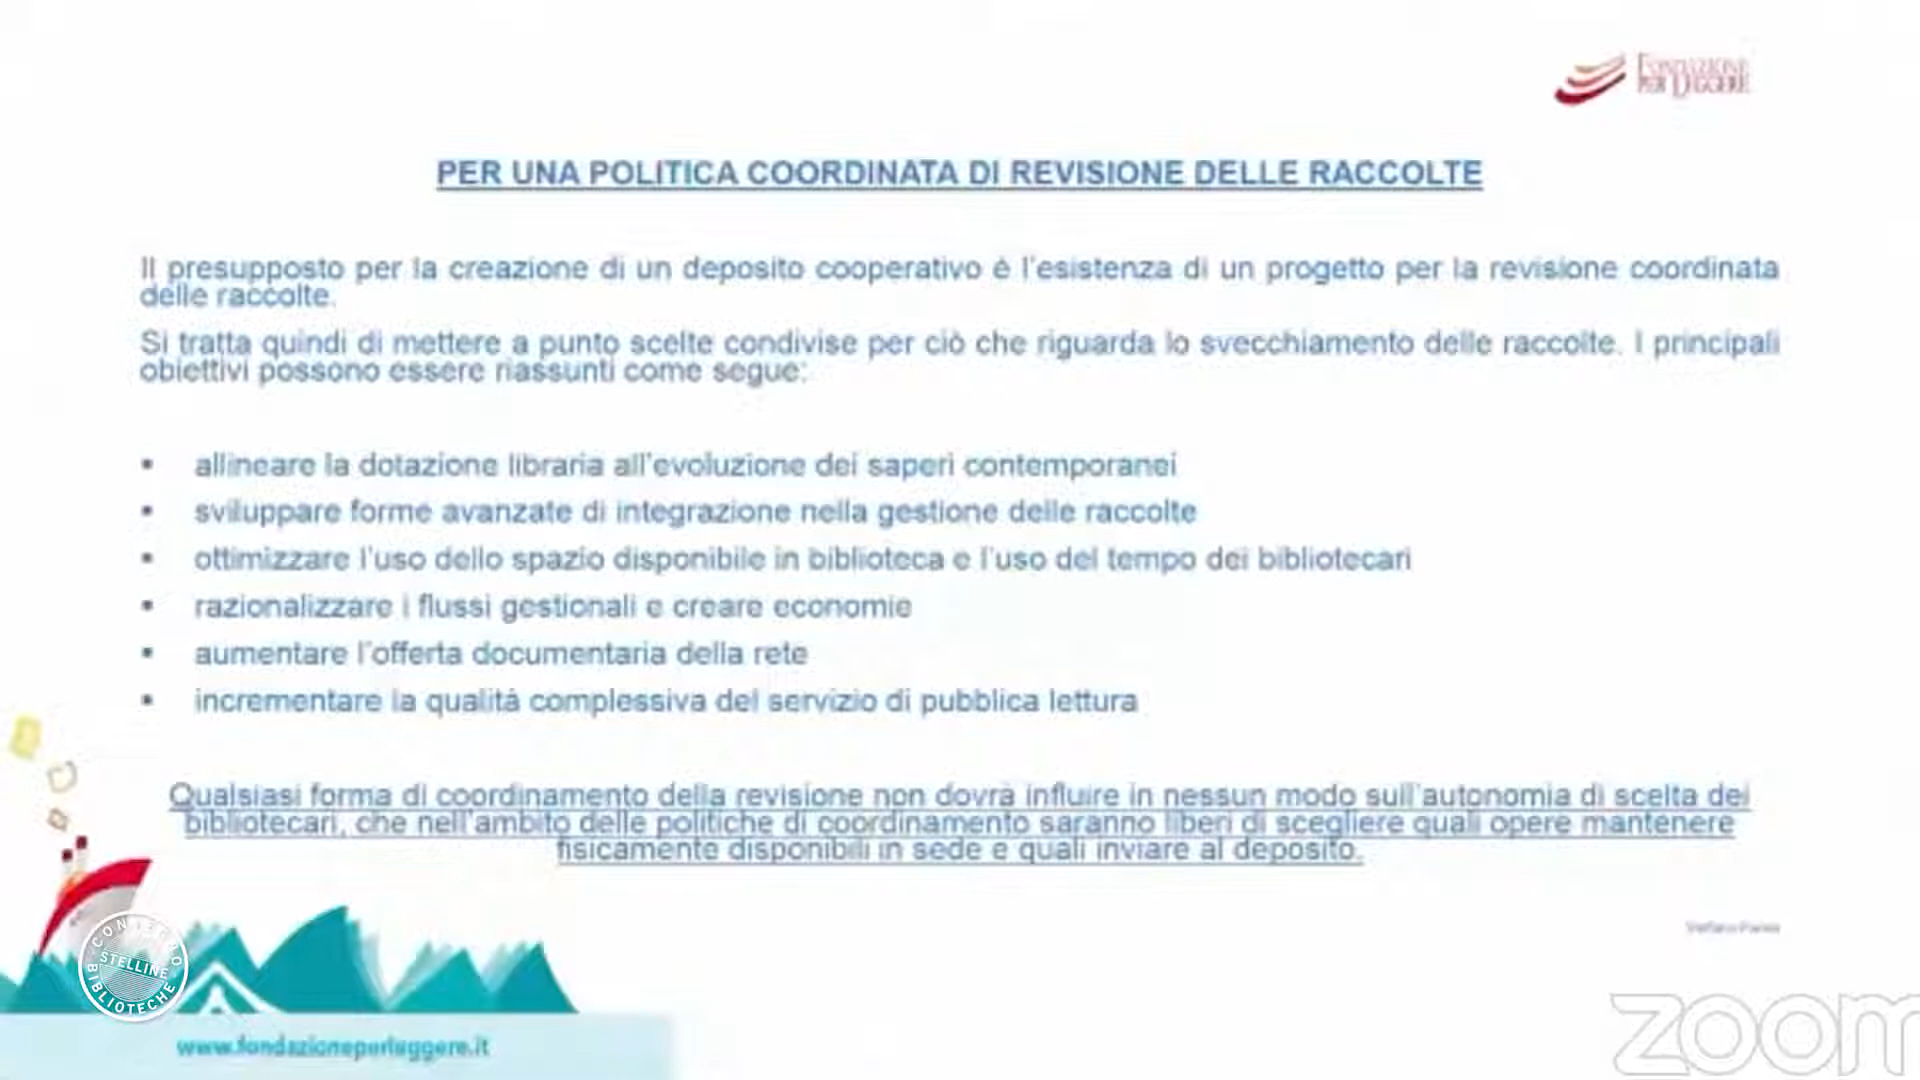 FONDAZIONE
PER LEGGERE
PER UNA POLITICA COORDINATA DI REVISIONE DELLE RACCOLTE
Il presupposto per la creazione di un deposito cooperativo è l'esistenza di un progetto per la revisione coordinata
delle raccolte.
Si tratta quindi di mettere a punto scelte condivise per ciò che riguarda lo svecchiamento delle raccolte. I principali
obiettivi possono essere riassunti come segue:
▪ allineare la dotazione libraria all'evoluzione dei saperi contemporanei
▪ sviluppare forme avanzate di integrazione nella gestione delle raccolte
▪ ottimizzare l'uso dello spazio disponibile in biblioteca e l'uso del tempo dei bibliotecari
▪ razionalizzare i flussi gestionali e creare economie
▪ aumentare l'offerta documentaria della rete
▪ incrementare la qualità complessiva del servizio di pubblica lettura
Qualsiasi forma di coordinamento della revisione non dovrà influire in nessun modo sull'autonomia di scelta dei
bibliotecari, che nell'ambito delle politiche di coordinamento saranno liberi di scegliere quali opere mantenere
fisicamente disponibili in sede e quali inviare al deposito.
CONVEGNO
STELLINE
BIBLIOTECHE
www.fondazioneperleggere.it
zoom